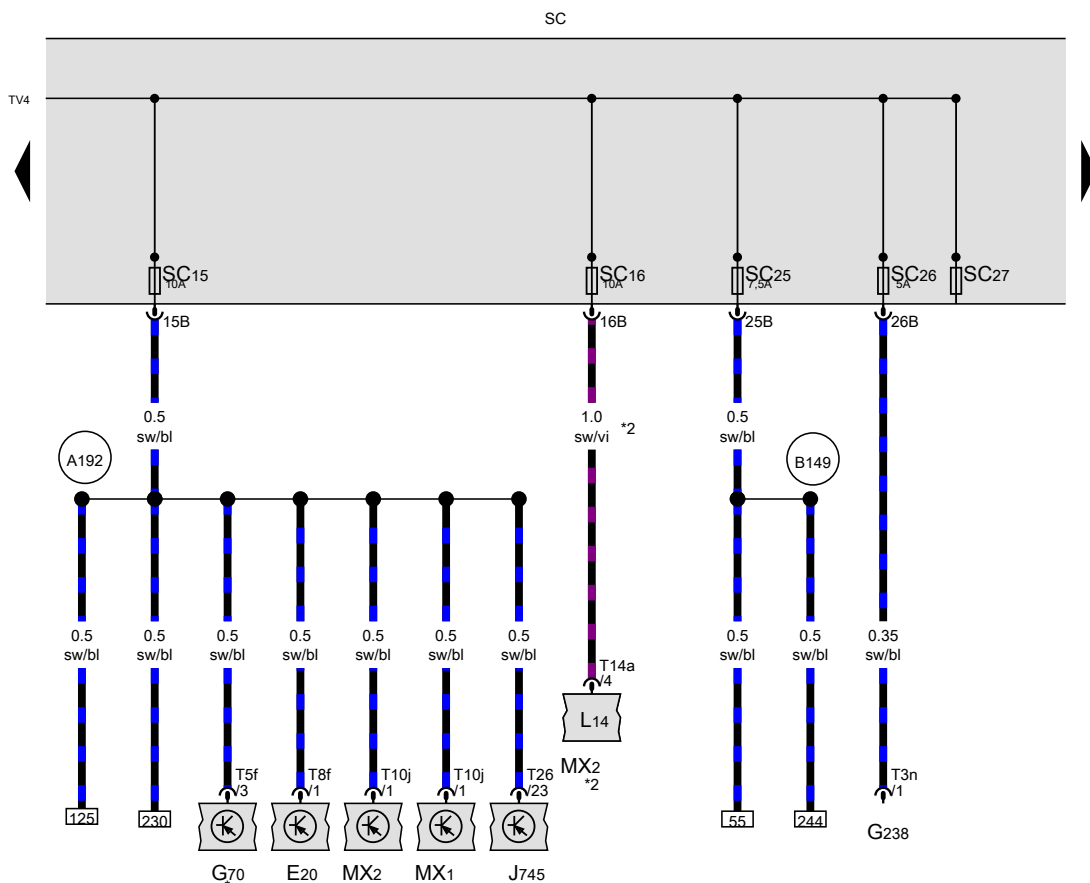 SC
TV4
SC15
10A
SC16
10A
SC25
7,5A
SC26
5A
SC27
15B
16B
25B
26B
0.5
sw/bl
1.0
sw/vi
*2
0.5
sw/bl
A192
B149
0.5
sw/bl
0.5
sw/bl
0.5
sw/bl
0.5
sw/bl
0.5
sw/bl
0.5
sw/bl
0.5
sw/bl
0.5
sw/bl
0.5
sw/bl
0.35
sw/bl
T14a
/4
L14
MX2
*2
T5f
/3
T8f
/1
T10j
/1
T10j
/1
T26
/23
T3n
/1
125
230
55
244
G70
E20
MX2
MX1
J745
G238